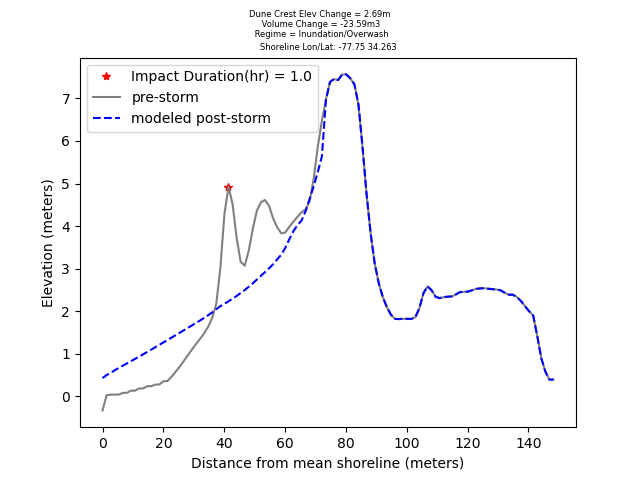 Dune Crest Elev Change = 2.69m
Volume Change = -23.59m3
Regime = Inundation/Overwash
Shoreline Lon/Lat: -77.75 34.263
Impact Duration(hr) = 1.0
pre-storm
modeled post-storm
Elevation (meters)
7
6
5
4
3
2
1
0
0 20 40 60 80 100 120 140
Distance from mean shoreline (meters)